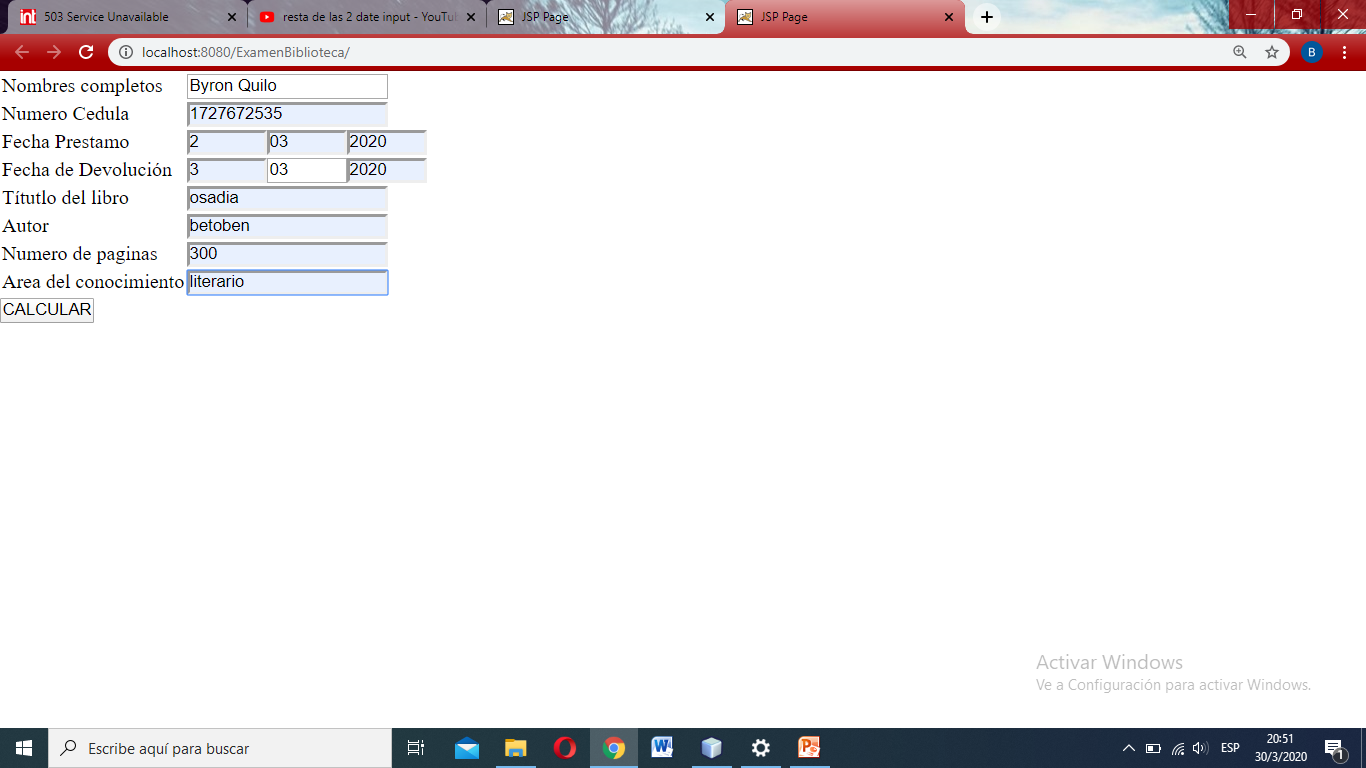 503 Service Unavailable
resta de las 2 date input - YouTu
JSP Page
JSP Page
localhost:8080/ExamenBiblioteca/
B
Nombres completos Byron Quilo
Numero Cedula 1727672535
Fecha Prestamo 2 03 2020
Fecha de Devolución 3 03 2020
Títutlo del libro osadia
Autor betoben
Numero de paginas 300
Area del conocimiento literario
CALCULAR
Activar Windows
Ve a Configuración para activar Windows.
Escribe aquí para buscar
ESP
20:51
30/3/2020
1